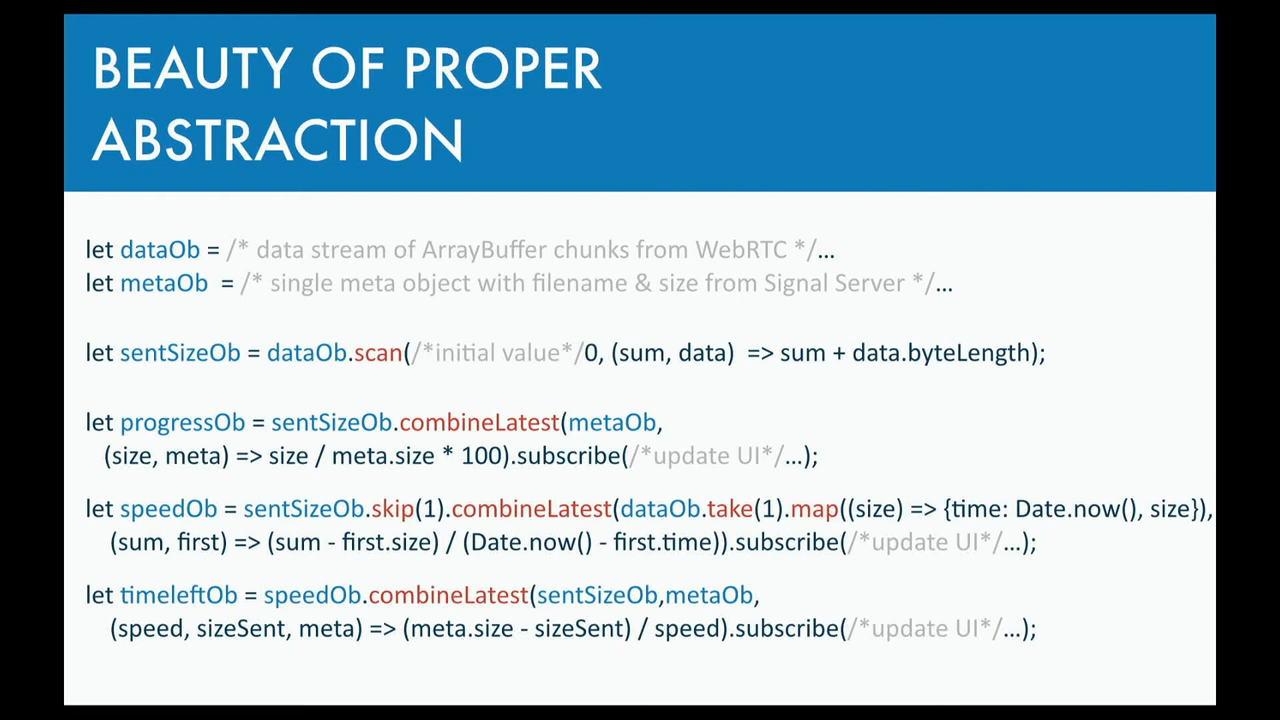 BEAUTY OF PROPER
ABSTRACTION
let dataOb = /* data stream of ArrayBuffer chunks from WebRTC */...
let metaOb = /* single meta object with filename & size from Signal Server */...
let sentSizeOb = dataOb.scan(/*initial value*/0, (sum, data) => sum + data.byteLength);
let progressOb = sentSizeOb.combineLatest(metaOb,
(size, meta) => size / meta.size * 100).subscribe(/*update UI*/...);
let speedOb = sentSizeOb.skip(1).combineLatest(dataOb.take(1).map((size) => {time: Date.now(), size}),
(sum, first) => (sum - first.size) / (Date.now() - first.time)).subscribe(/*update UI*/...);
let timeleftOb = speedOb.combineLatest(sentSizeOb,metaOb,
(speed, sizeSent, meta) => (meta.size - sizeSent) / speed).subscribe(/*update UI*/...);